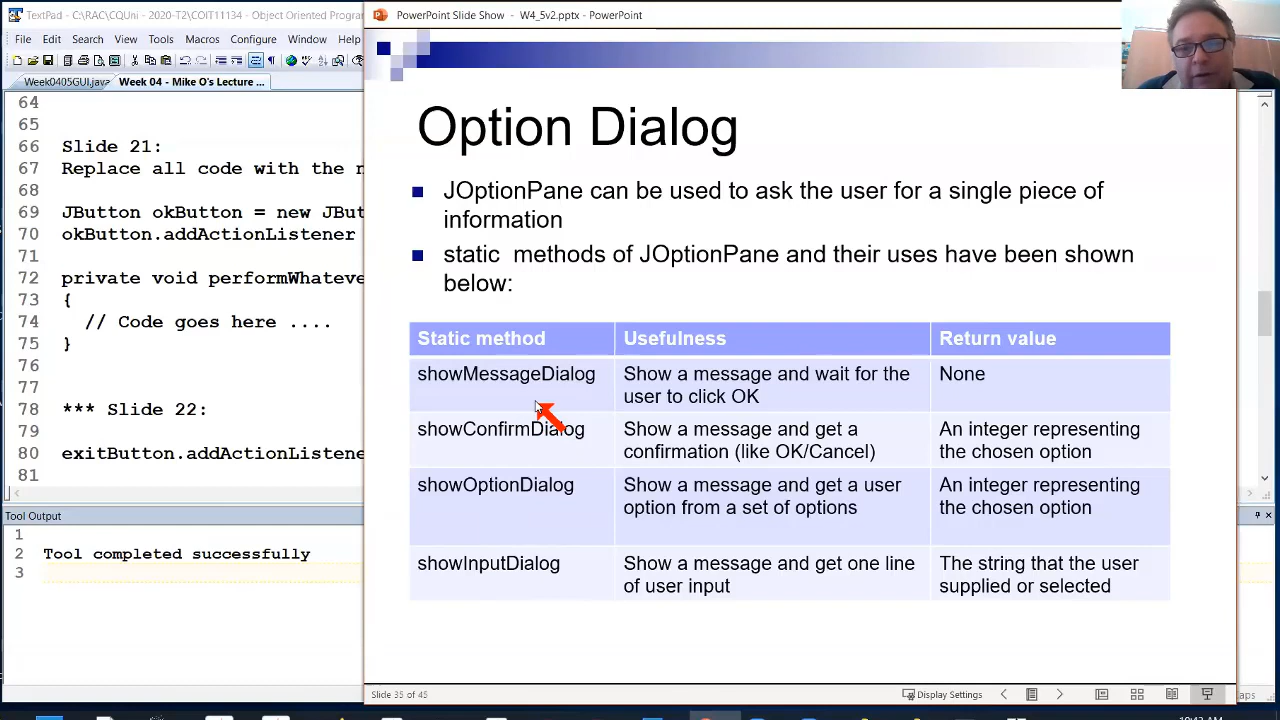 TextPad - C:\RAC\CQUni - 2020-T2\COIT11134 - Object Oriented Progra
File Edit Search View Tools Macros Configure Window Help
Week0405GUI.java
Week 04 - Mike O's Lecture ...
64
65
66 Slide 21:
67 Replace all code with the
68
69 JButton okButton = new
70 okButton.addActionListener
71
72 private void
73 {
74 // Code goes here ....
75 }
76
77
78 *** Slide 22:
79
80
81
Tool Output
1
2 Tool completed successfully
3
PowerPoint Slide Show - W4_5v2.pptx - PowerPoint
Option Dialog
JOptionPane can be used to ask the user for a single piece of
information
static methods of JOptionPane and their uses have been shown
below:
Static method Usefulness Return value
showMessageDialog Show a message and wait for the None
user to click OK
showConfirmDialog Show a message and get a An integer representing
confirmation (like OK/Cancel) the chosen option
showOptionDialog Show a message and get a user An integer representing
option from a set of options the chosen option
showInputDialog Show a message and get one line The string that the user
of user input supplied or selected
Slide 35 of 45
Display Settings